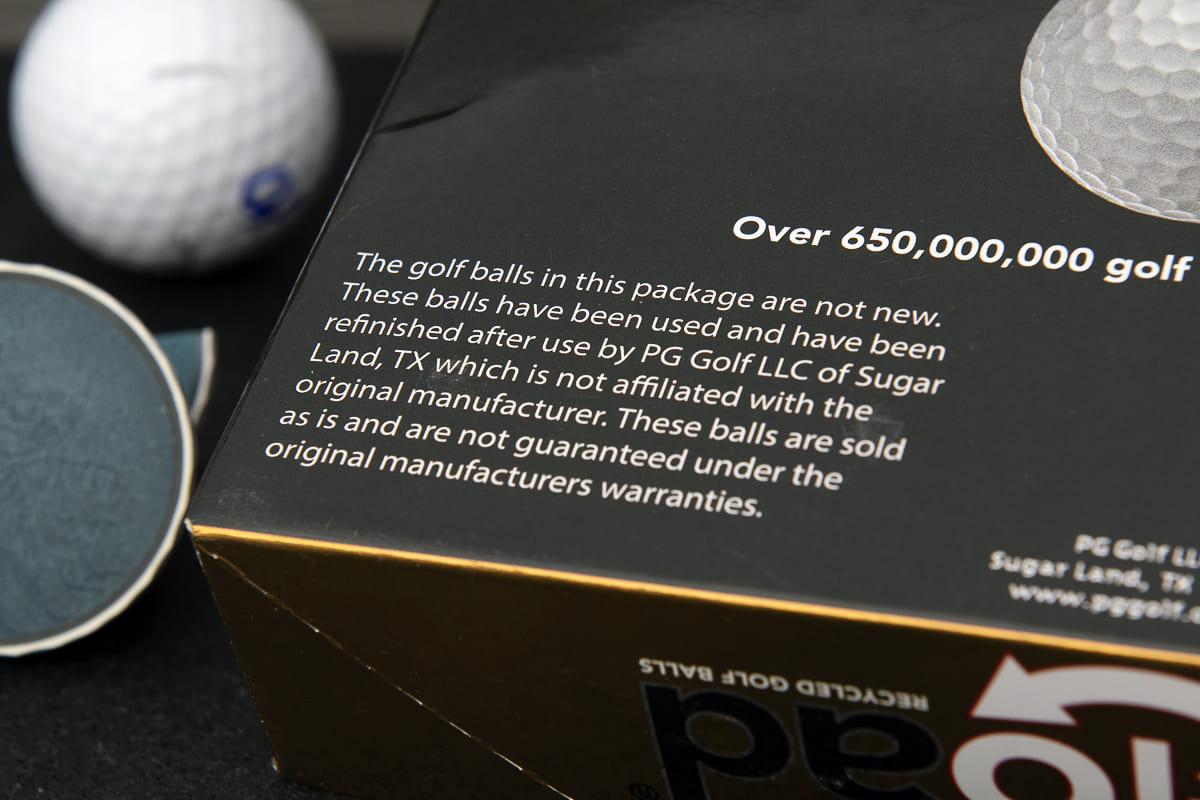 Over 650,000,000 golf
The golf balls in this package are not new.
These balls have been used and have been
refinished after use by PG Golf LLC of Sugar
Land, TX which is not affiliated with the
original manufacturer. These balls are sold
as is and are not guaranteed under the
original manufacturers warranties.
PG Golf
Sugar Land, TX
RECYCLED GOLF BALLS